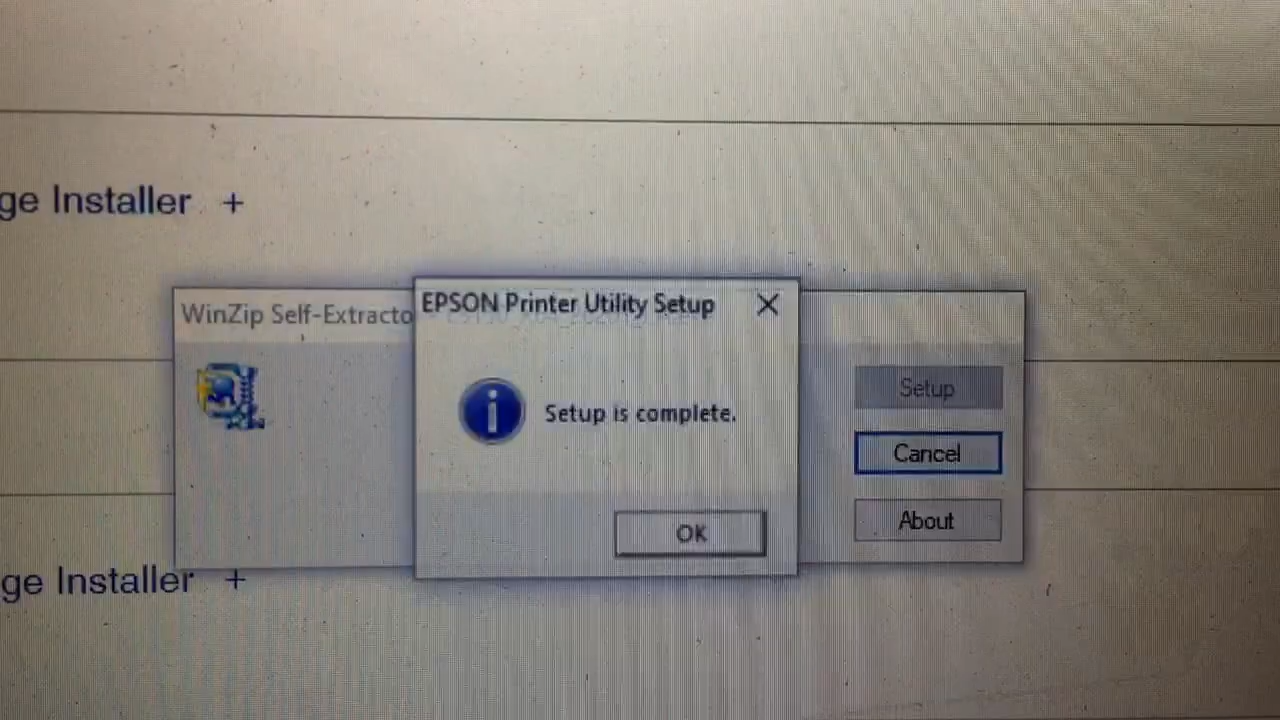 ge Installer +
WinZip Self-Extracto
EPSON Printer Utility Setup
Setup is complete.
OK
Setup
Cancel
About
ge Installer +